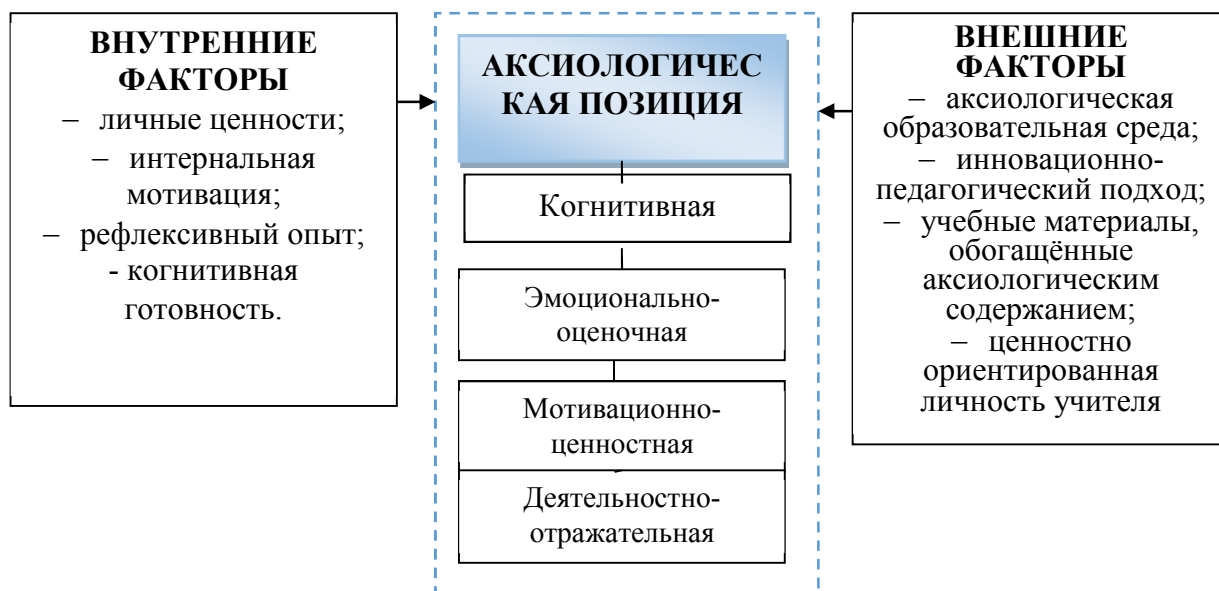 ВНУТРЕННИЕ
ФАКТОРЫ
– личные ценности;
– интернальная
мотивация;
– рефлексивный опыт;
- когнитивная
готовность.
АКСИОЛОГИЧЕС
КАЯ ПОЗИЦИЯ
Когнитивная
Эмоционально-
оценочная
Мотивационно-
ценностная
Деятельностно-
отражательная
ВНЕШНИЕ
ФАКТОРЫ
– аксиологическая
образовательная среда;
– инновационно-
педагогический подход;
– учебные материалы,
обогащённые
аксиологическим
содержанием;
– ценностно
ориентированная
личность учителя